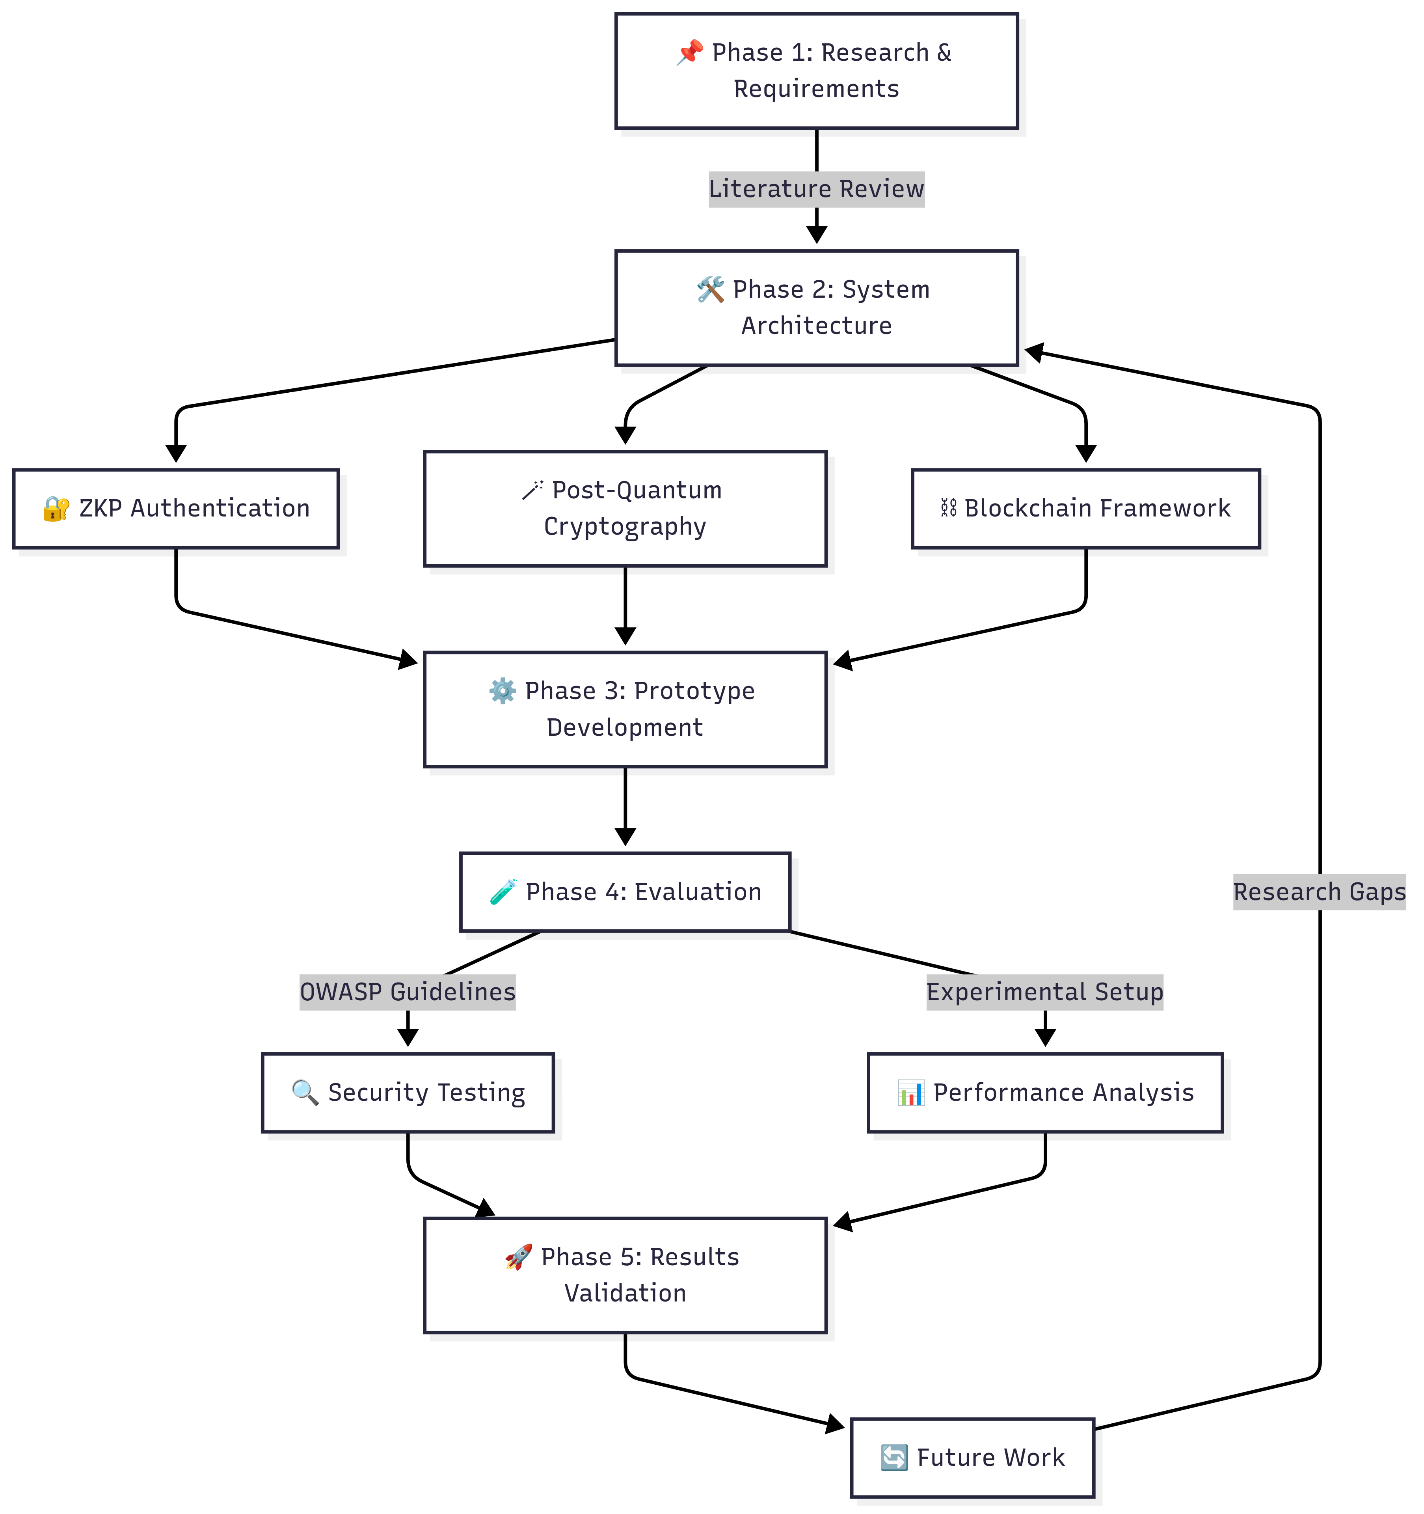 📌 Phase 1: Research &
Requirements
Literature Review
🛠️ Phase 2: System
Architecture
🔐 ZKP Authentication
🪄 Post-Quantum
Cryptography
⛓ Blockchain Framework
⚙️ Phase 3: Prototype
Development
🧪 Phase 4: Evaluation
Research Gaps
OWASP Guidelines
Experimental Setup
🔍 Security Testing
📊 Performance Analysis
🚀 Phase 5: Results
Validation
🔄 Future Work